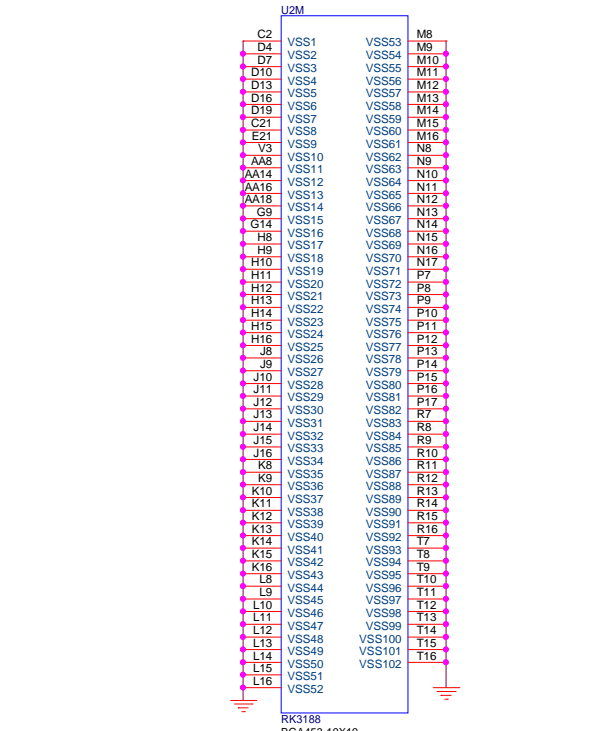 U2M
C2 VSS1 VSS53 M8
D4 VSS2 VSS54 M9
D7 VSS3 VSS55 M10
D10 VSS4 VSS56 M11
D13 VSS5 VSS57 M12
D16 VSS6 VSS58 M13
D19 VSS7 VSS59 M14
C21 VSS8 VSS60 M15
E21 VSS9 VSS61 M16
V3 VSS10 VSS62 N8
AA8 VSS11 VSS63 N9
AA14 VSS12 VSS64 N10
AA16 VSS13 VSS65 N11
AA18 VSS14 VSS66 N12
G9 VSS15 VSS67 N13
G14 VSS16 VSS68 N14
H8 VSS17 VSS69 N15
H9 VSS18 VSS70 N16
H10 VSS19 VSS71 N17
H11 VSS20 VSS72 P7
H12 VSS21 VSS73 P8
H13 VSS22 VSS74 P9
H14 VSS23 VSS75 P10
H15 VSS24 VSS76 P11
H16 VSS25 VSS77 P12
J8 VSS26 VSS78 P13
J9 VSS27 VSS79 P14
J10 VSS28 VSS80 P15
J11 VSS29 VSS81 P16
J12 VSS30 VSS82 P17
J13 VSS31 VSS83 R7
J14 VSS32 VSS84 R8
J15 VSS33 VSS85 R9
J16 VSS34 VSS86 R10
K8 VSS35 VSS87 R11
K9 VSS36 VSS88 R12
K10 VSS37 VSS89 R13
K11 VSS38 VSS90 R14
K12 VSS39 VSS91 R15
K13 VSS40 VSS92 R16
K14 VSS41 VSS93 T7
K15 VSS42 VSS94 T8
K16 VSS43 VSS95 T9
L8 VSS44 VSS96 T10
L9 VSS45 VSS97 T11
L10 VSS46 VSS98 T12
L11 VSS47 VSS99 T13
L12 VSS48 VSS100 T14
L13 VSS49 VSS101 T15
L14 VSS50 VSS102 T16
L15 VSS51
L16 VSS52
RK3188